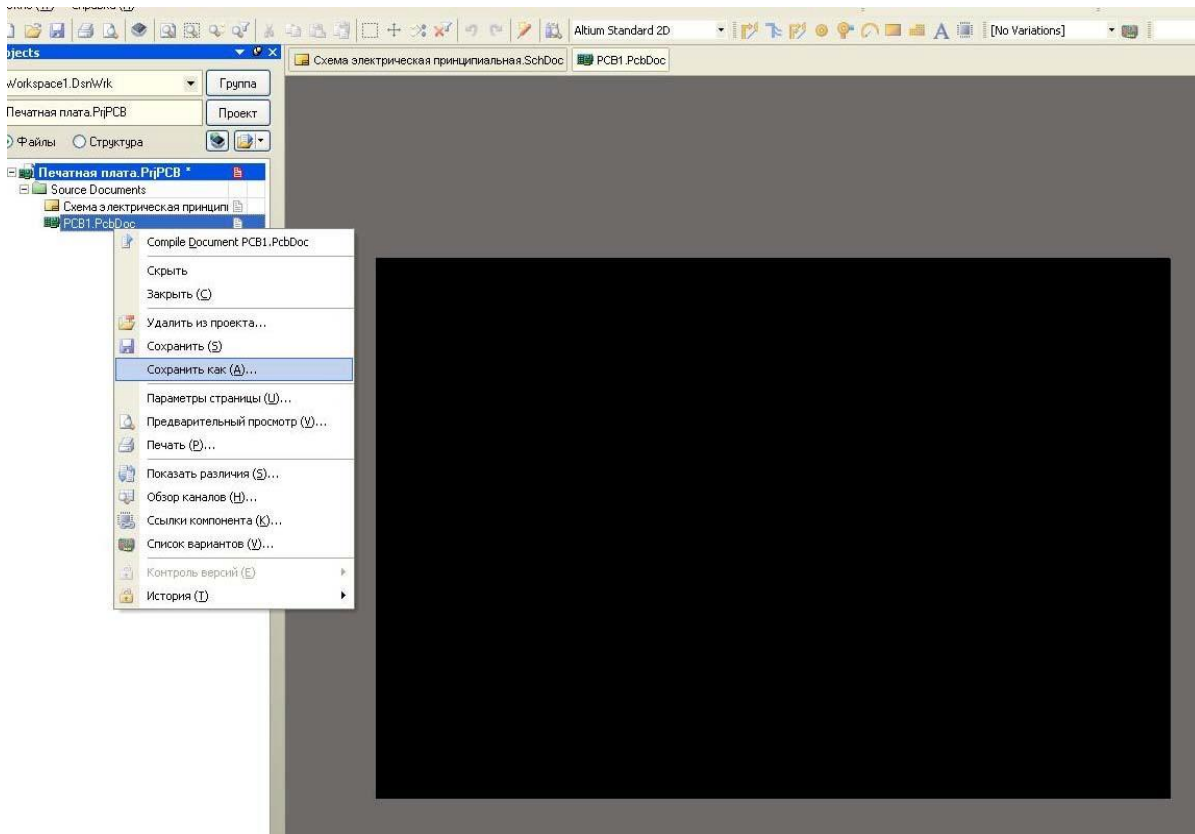 Справка (H)
Altium Standard 2D
[No Variations]
Схема электрическая принципиальная.SchDoc
PCB1.PcbDoc
Workspace1.DsnWrk
Группа
Печатная плата.PrjPCB
Проект
Файлы
Структура
Печатная плата.PrjPCB *
Source Documents
Схема электрическая принципи
PCB1.PcbDoc
Compile Document PCB1.PcbDoc
Скрыть
Закрыть (C)
Удалить из проекта...
Сохранить (S)
Сохранить как (A)...
Параметры страницы (U)...
Предварительный просмотр (V)...
Печать (P)...
Показать различия (S)...
Обзор каналов (H)...
Ссылки компонента (K)...
Список вариантов (V)...
Контроль версий (E)
История (T)